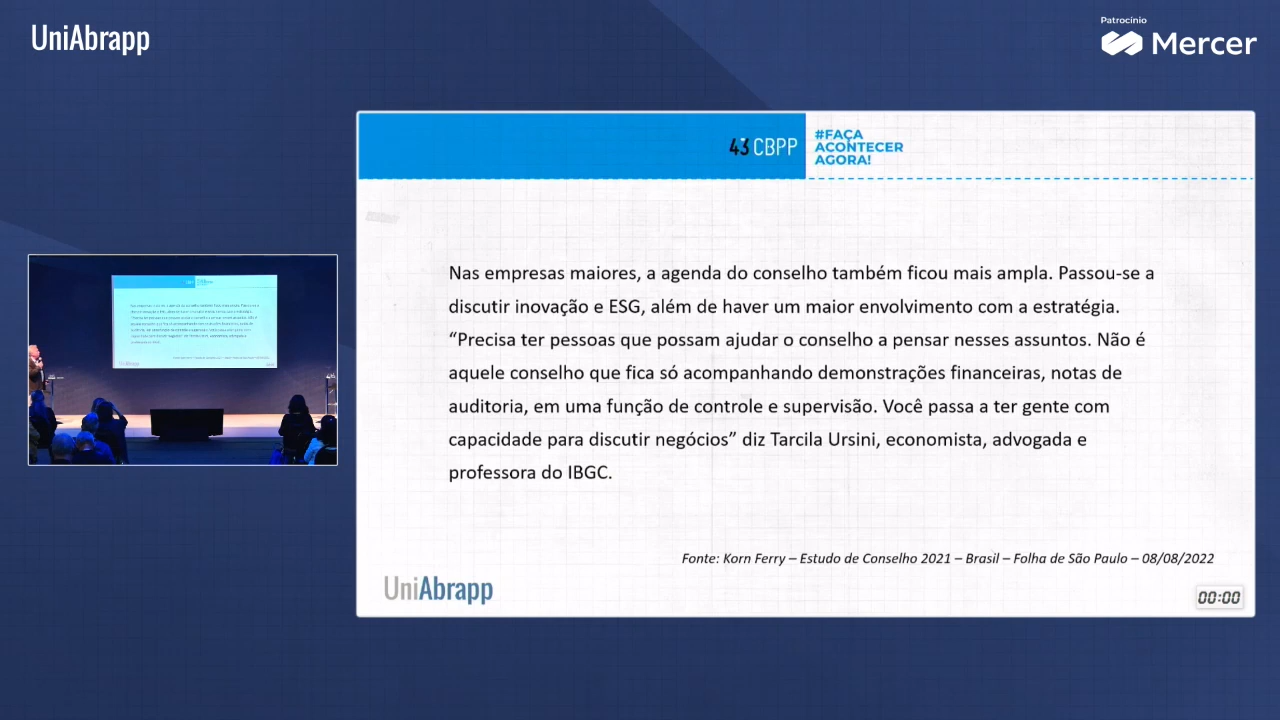 UniAbrapp
Patrocínio
Mercer
43 CBPP
#FAÇA
ACONTECER
AGORA!
Nas empresas maiores, a agenda do conselho também ficou mais ampla. Passou-se a
discutir inovação e ESG, além de haver um maior envolvimento com a estratégia.
“Precisa ter pessoas que possam ajudar o conselho a pensar nesses assuntos. Não é
aquele conselho que fica só acompanhando demonstrações financeiras, notas de
auditoria, em uma função de controle e supervisão. Você passa a ter gente com
capacidade para discutir negócios” diz Tarcila Ursini, economista, advogada e
professora do IBGC.
Fonte: Korn Ferry – Estudo de Conselho 2021 – Brasil – Folha de São Paulo – 08/08/2022
UniAbrapp
00:00